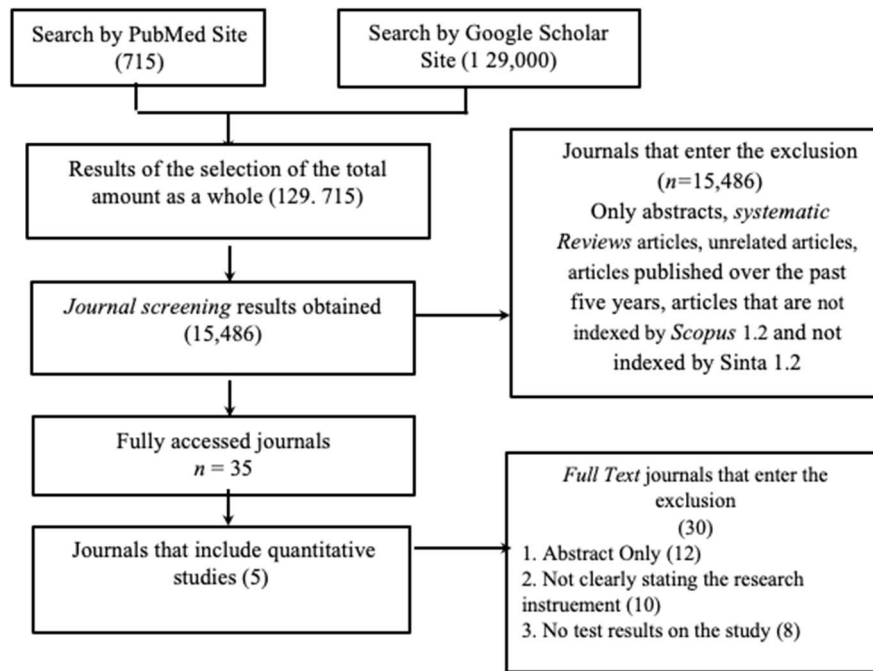 Search by PubMed Site
(715)
Search by Google Scholar
Site (1 29,000)
Results of the selection of the total
amount as a whole (129. 715)
Journals that enter the exclusion
(n=15,486)
Only abstracts, systematic
Reviews articles, unrelated articles,
articles published over the past
five years, articles that are not
indexed by Scopus 1.2 and not
indexed by Sinta 1.2
Journal screening results obtained
(15,486)
Fully accessed journals
n = 35
Journals that include quantitative
studies (5)
Full Text journals that enter the
exclusion
(30)
1. Abstract Only (12)
2. Not clearly stating the research
instruement (10)
3. No test results on the study (8)